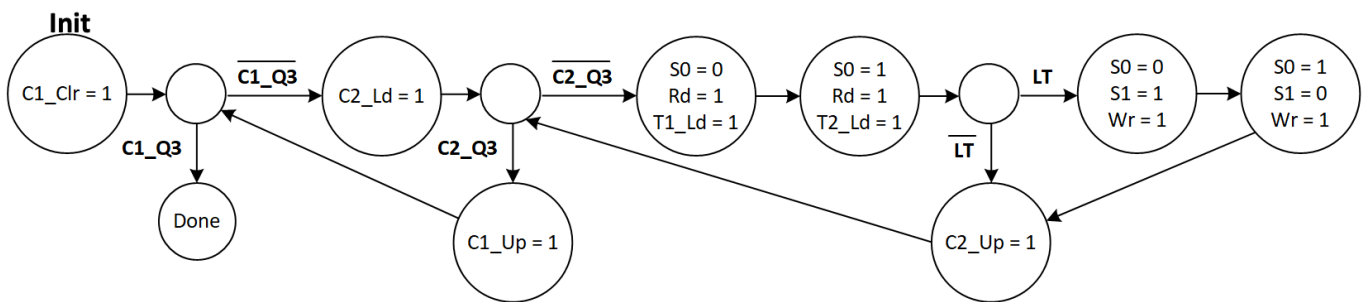 Init
C1_Clr = 1
C1_Q3
C2_Ld = 1
C2_Q3
S0 = 0
Rd = 1
T1_Ld = 1
S0 = 1
Rd = 1
T2_Ld = 1
LT
S0 = 0
S1 = 1
Wr = 1
S0 = 1
S1 = 0
Wr = 1
C1_Q3
C2_Q3
LT
Done
C1_Up = 1
C2_Up = 1